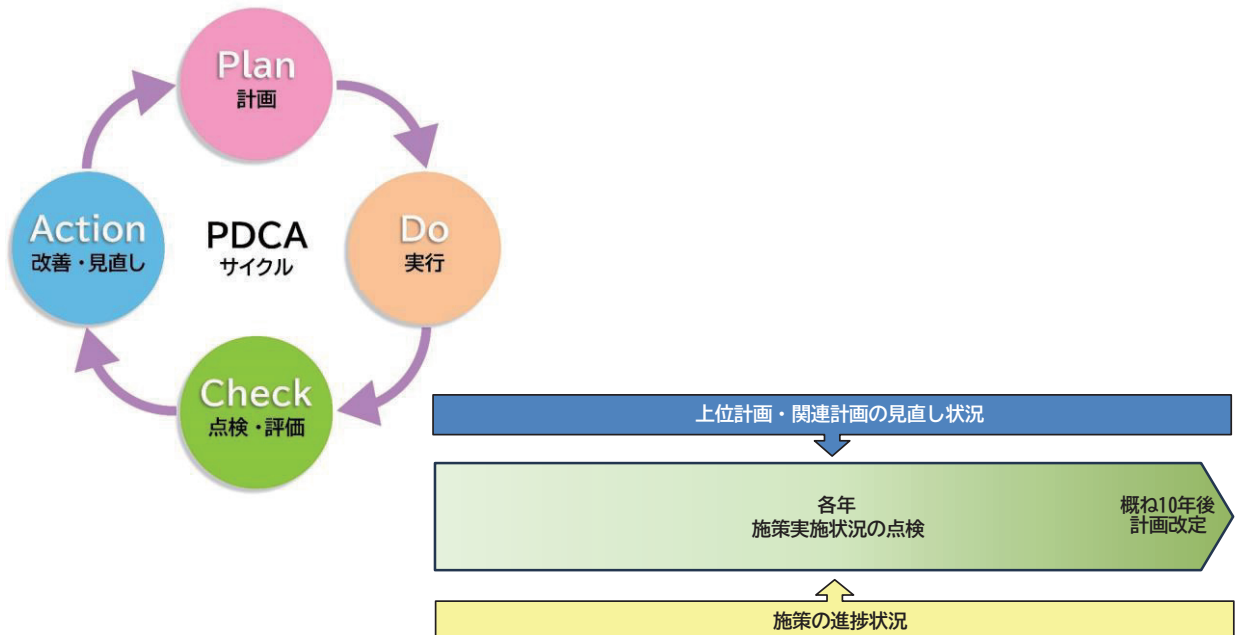 Plan
計画
Action
改善・見直し
PDCA
サイクル
Do
実行
Check
点検・評価
上位計画・関連計画の見直し状況
各年
施策実施状況の点検
概ね10年後
計画改定
施策の進捗状況